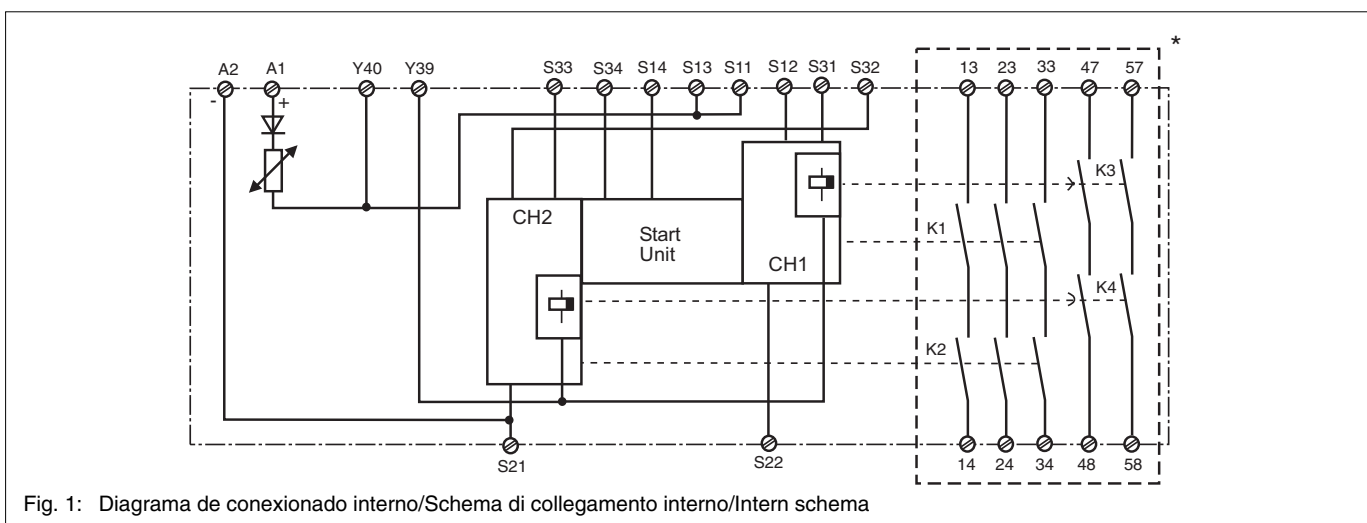 *
A2 A1 Y40 Y39 S33 S34 S14 S13 S11 S12 S31 S32 13 23 33 47 57
- +
K3
CH2
Start
Unit
K1
CH1
K4
K2
S21 S22 14 24 34 48 58
Fig. 1: Diagrama de conexionado interno/Schema di collegamento interno/Intern schema